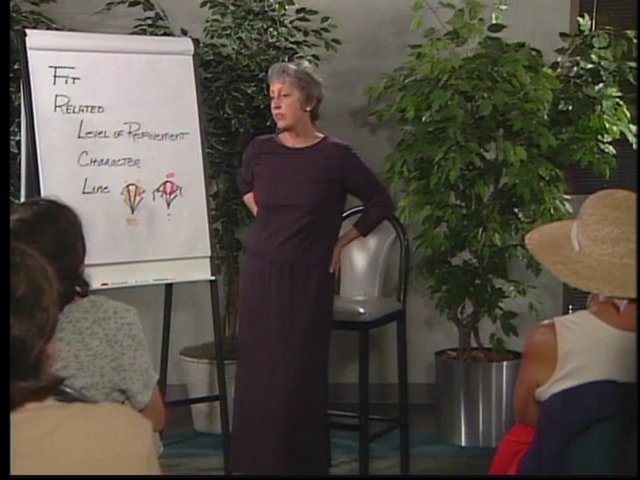 FIT
RELATED
LEVEL OF REFINEMENT
CHARACTER
LINE